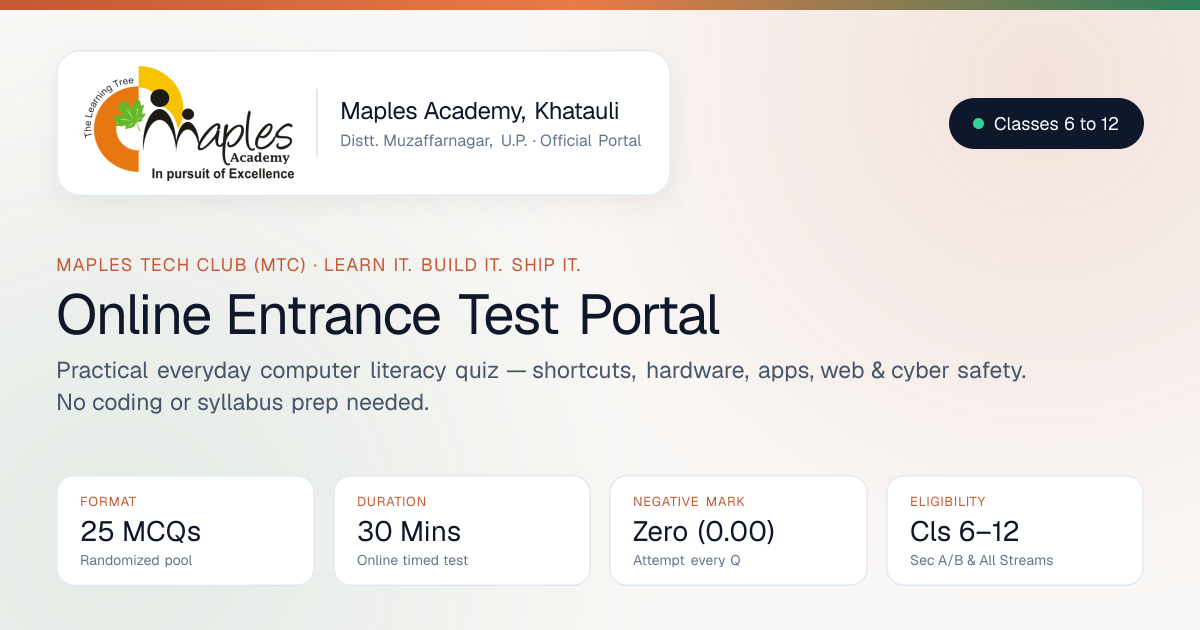 The Learning Tree
Maples
Academy
In pursuit of Excellence
Maples Academy, Khatauli
Distt. Muzaffarnagar, U.P. · Official Portal
Classes 6 to 12
MAPLES TECH CLUB (MTC) · LEARN IT. BUILD IT. SHIP IT.
Online Entrance Test Portal
Practical everyday computer literacy quiz — shortcuts, hardware, apps, web & cyber safety.
No coding or syllabus prep needed.
FORMAT
25 MCQs
Randomized pool
DURATION
30 Mins
Online timed test
NEGATIVE MARK
Zero (0.00)
Attempt every Q
ELIGIBILITY
Cls 6–12
Sec A/B & All Streams